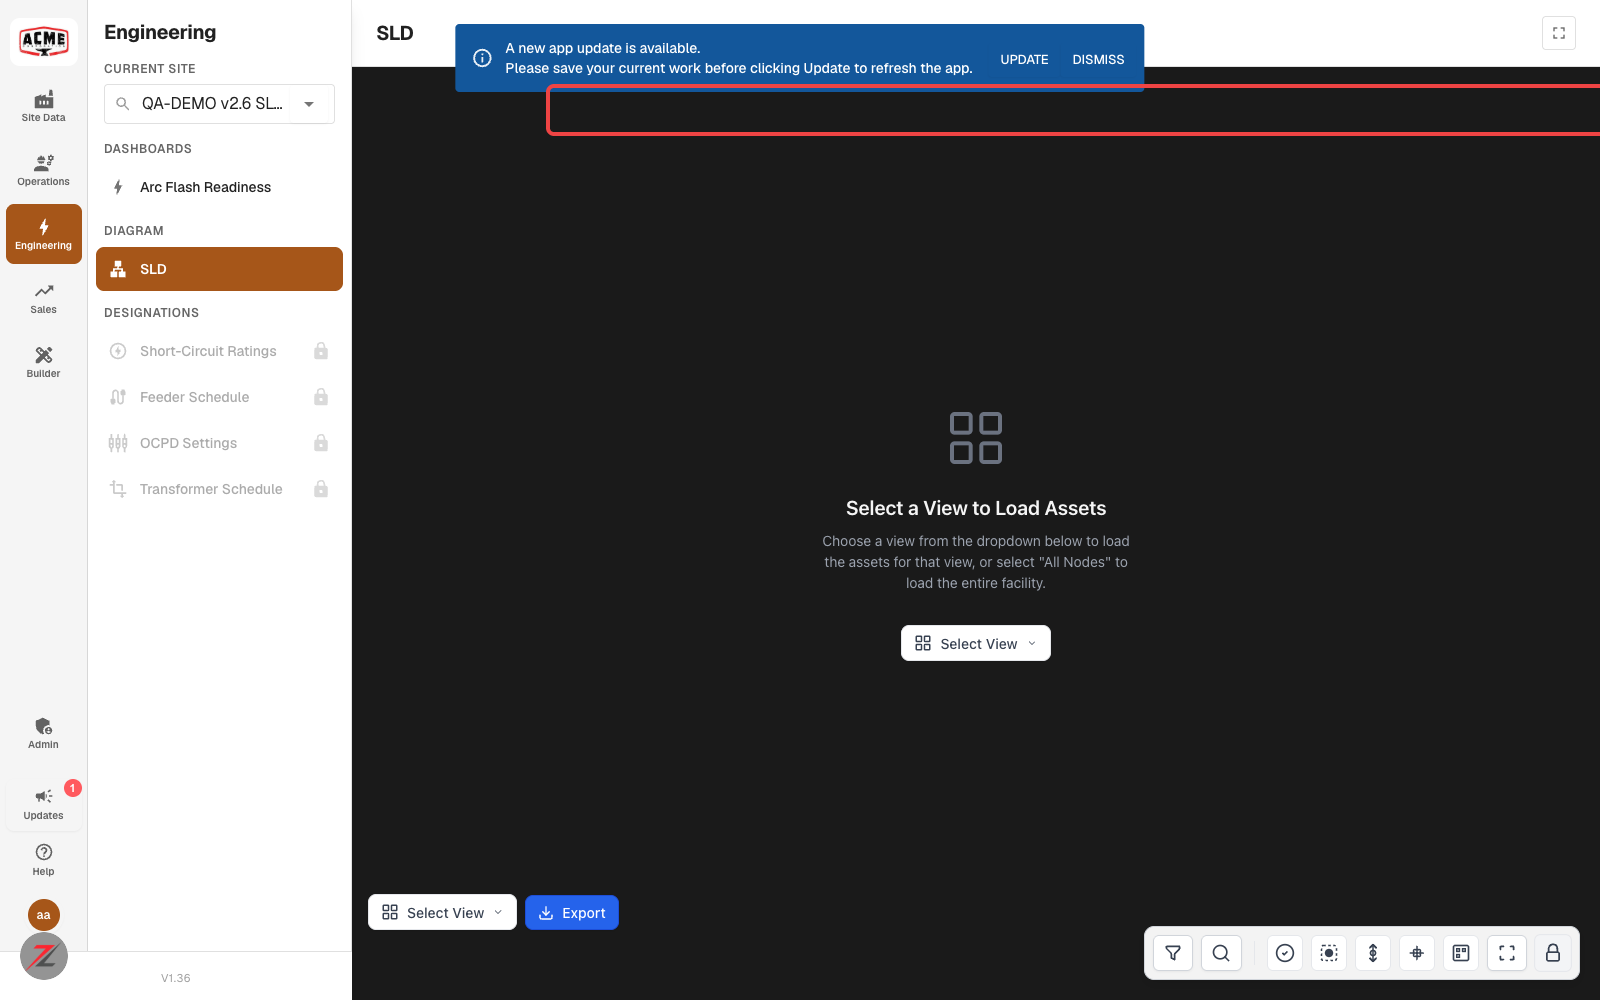 ACME
Site Data
Operations
Engineering
Sales
Builder
Admin
1
Updates
Help
aa
Engineering
CURRENT SITE
QA-DEMO v2.6 SL...
DASHBOARDS
Arc Flash Readiness
DIAGRAM
SLD
DESIGNATIONS
Short-Circuit Ratings
Feeder Schedule
OCPD Settings
Transformer Schedule
V1.36
SLD
A new app update is available.
Please save your current work before clicking Update to refresh the app.
UPDATE
DISMISS
Select a View to Load Assets
Choose a view from the dropdown below to load
the assets for that view, or select "All Nodes" to
load the entire facility.
Select View
Select View
Export